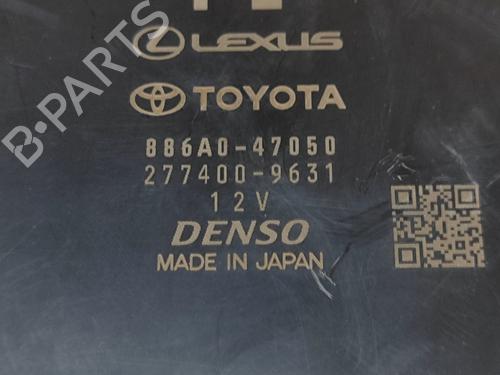 LEXUS
TOYOTA
886A0-47050
277400-9631
12V
DENSO
MADE IN JAPAN
B-PARTS